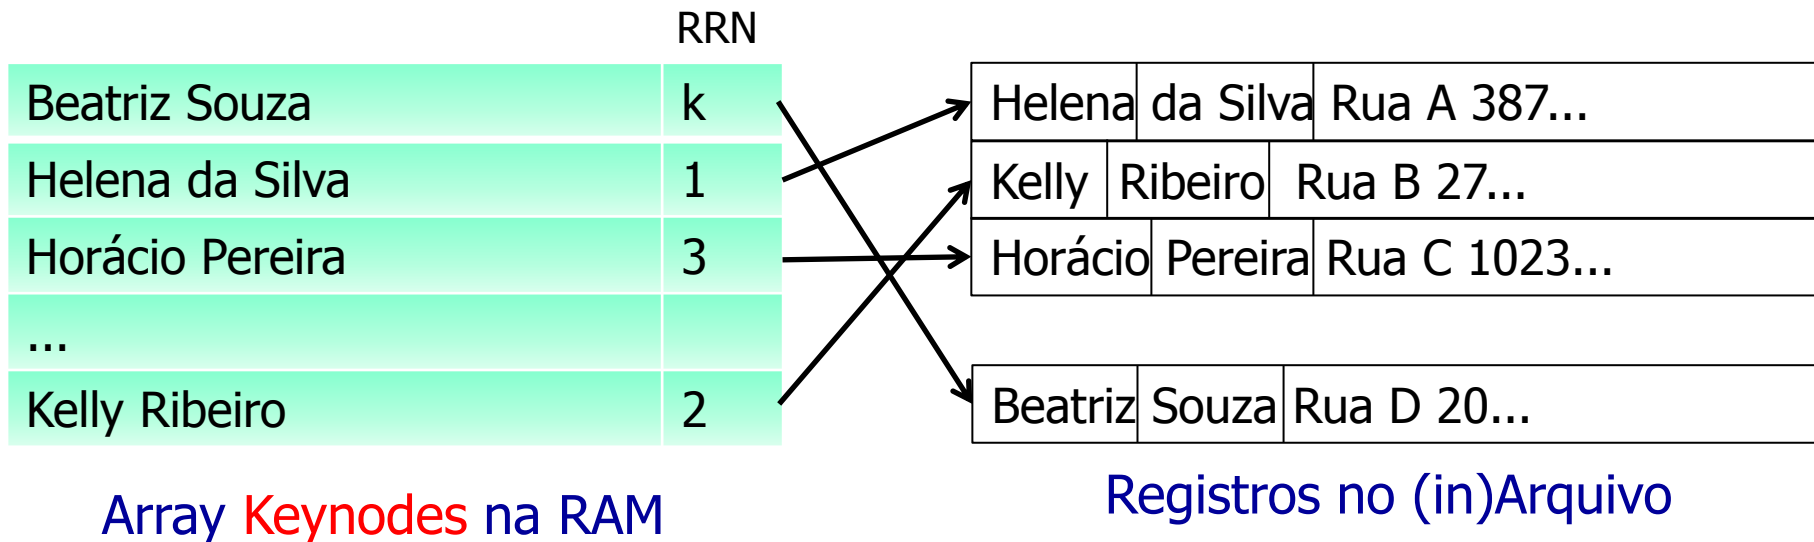 RRN
Beatriz Souza k
Helena da Silva 1
Horácio Pereira 3
...
Kelly Ribeiro 2
Array Keynodes na RAM
Helena da Silva Rua A 387...
Kelly Ribeiro Rua B 27...
Horácio Pereira Rua C 1023...
Beatriz Souza Rua D 20...
Registros no (in)Arquivo